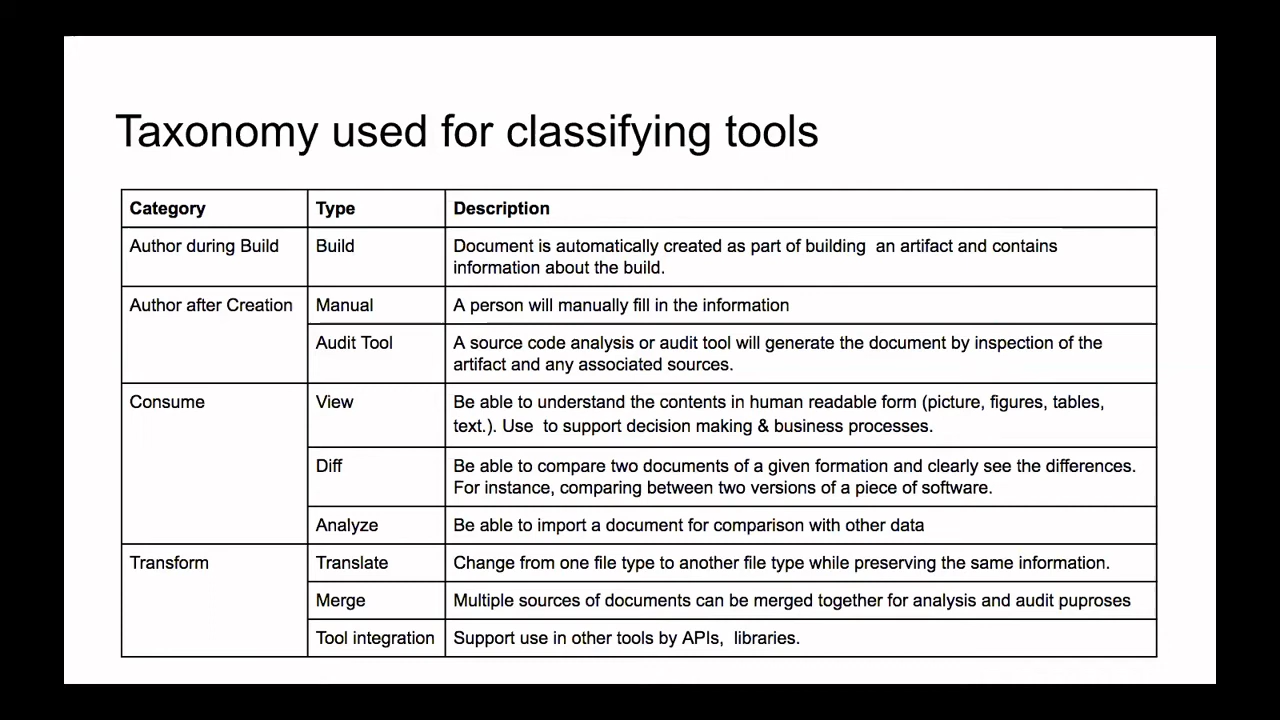 Taxonomy used for classifying tools
Category Type Description
Author during Build Build Document is automatically created as part of building an artifact and contains
information about the build.
Author after Creation Manual A person will manually fill in the information
Audit Tool A source code analysis or audit tool will generate the document by inspection of the
artifact and any associated sources.
Consume View Be able to understand the contents in human readable form (picture, figures, tables,
text.). Use to support decision making & business processes.
Diff Be able to compare two documents of a given formation and clearly see the differences.
For instance, comparing between two versions of a piece of software.
Analyze Be able to import a document for comparison with other data
Transform Translate Change from one file type to another file type while preserving the same information.
Merge Multiple sources of documents can be merged together for analysis and audit puproses
Tool integration Support use in other tools by APIs, libraries.